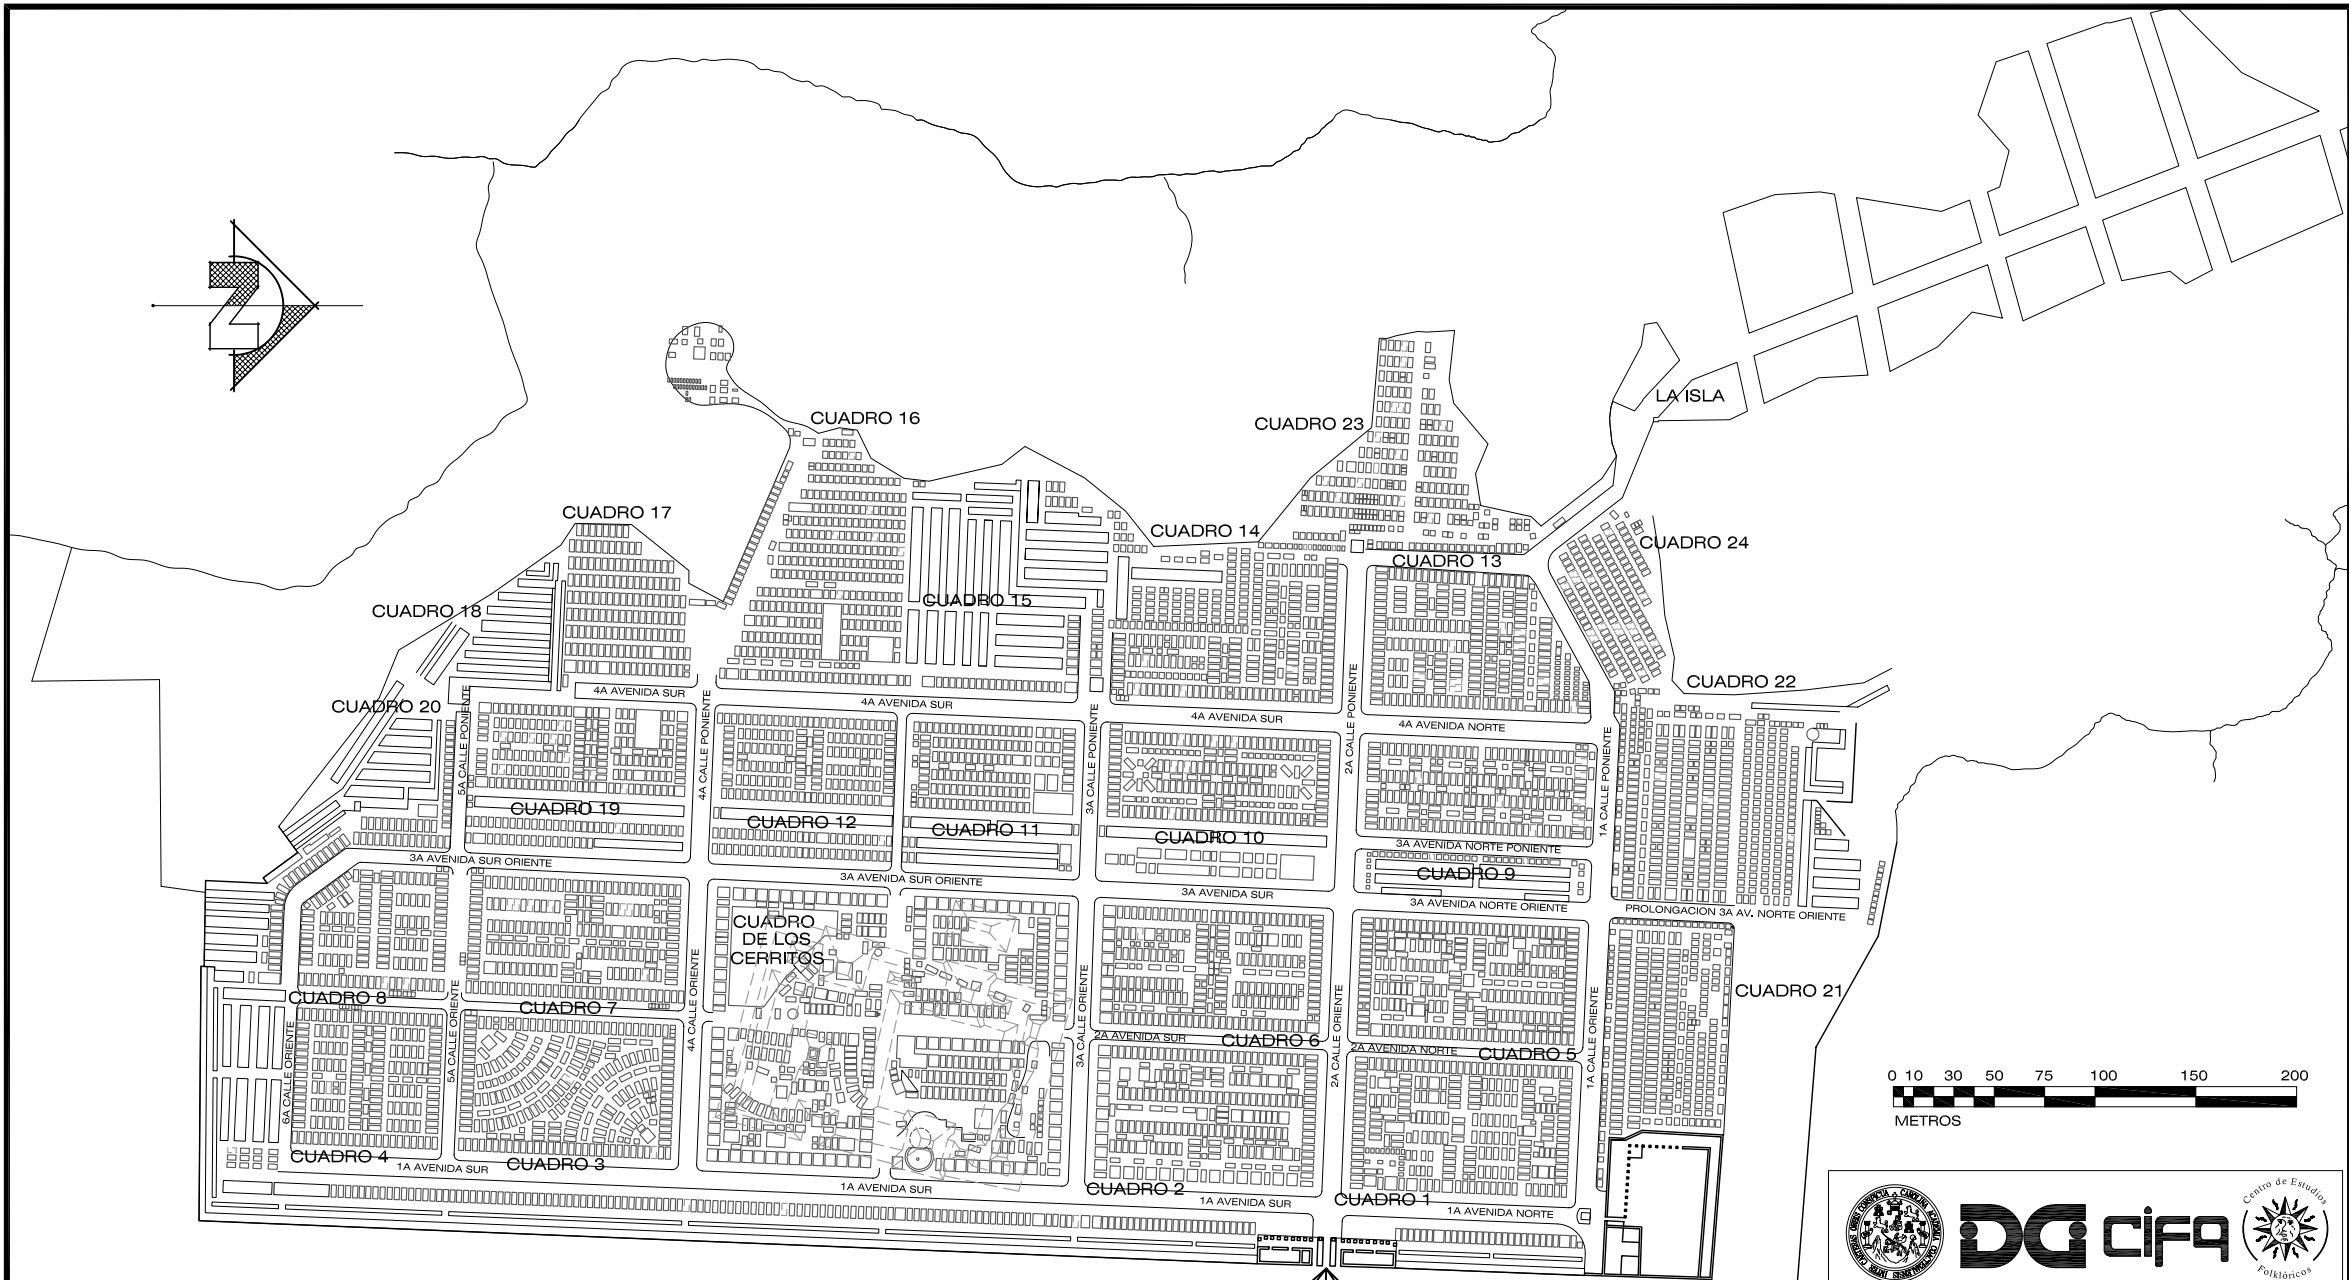 N
CUADRO 16
CUADRO 23
LA ISLA
CUADRO 17
CUADRO 14
CUADRO 24
CUADRO 13
CUADRO 18
CUADRO 15
CUADRO 22
4A AVENIDA SUR
4A AVENIDA SUR
4A AVENIDA SUR
4A AVENIDA NORTE
CUADRO 20
5A CALLE PONIENTE
4A CALLE PONIENTE
3A CALLE PONIENTE
2A CALLE PONIENTE
1A CALLE PONIENTE
CUADRO 19
CUADRO 12
CUADRO 11
CUADRO 10
3A AVENIDA NORTE PONIENTE
3A AVENIDA SUR ORIENTE
3A AVENIDA SUR ORIENTE
3A AVENIDA SUR
CUADRO 9
3A AVENIDA NORTE ORIENTE
PROLONGACION 3A AV. NORTE ORIENTE
CUADRO
DE LOS
CERRITOS
CUADRO 21
CUADRO 8
CUADRO 7
6A CALLE ORIENTE
5A CALLE ORIENTE
4A CALLE ORIENTE
3A CALLE ORIENTE
2A CALLE ORIENTE
1A CALLE ORIENTE
2A AVENIDA SUR
CUADRO 6
2A AVENIDA NORTE
CUADRO 5
0 10 30 50 75 100 150 200
METROS
CUADRO 4
1A AVENIDA SUR
CUADRO 3
1A AVENIDA SUR
CUADRO 2
1A AVENIDA SUR
CUADRO 1
1A AVENIDA NORTE
DG
CIFA
Centro de Estudios
Folklóricos